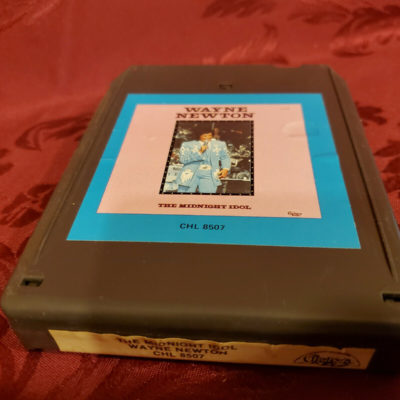 WAYNE
NEWTON
THE MIDNIGHT IDOL
CHL 8507
THE MIDNIGHT IDOL
WAYNE NEWTON
CHL 8507